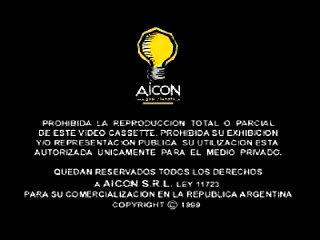 AiCON
PROHIBIDA LA REPRODUCCION TOTAL O PARCIAL
DE ESTE VIDEO CASSETTE. PROHIBIDA SU EXHIBICION
Y/O REPRESENTACION PUBLICA. SU UTILIZACION ESTA
AUTORIZADA UNICAMENTE PARA EL MEDIO PRIVADO.
QUEDAN RESERVADOS TODOS LOS DERECHOS
A AiCON S.R.L. LEY 11723
PARA SU COMERCIALIZACION EN LA REPUBLICA ARGENTINA
COPYRIGHT © 1999